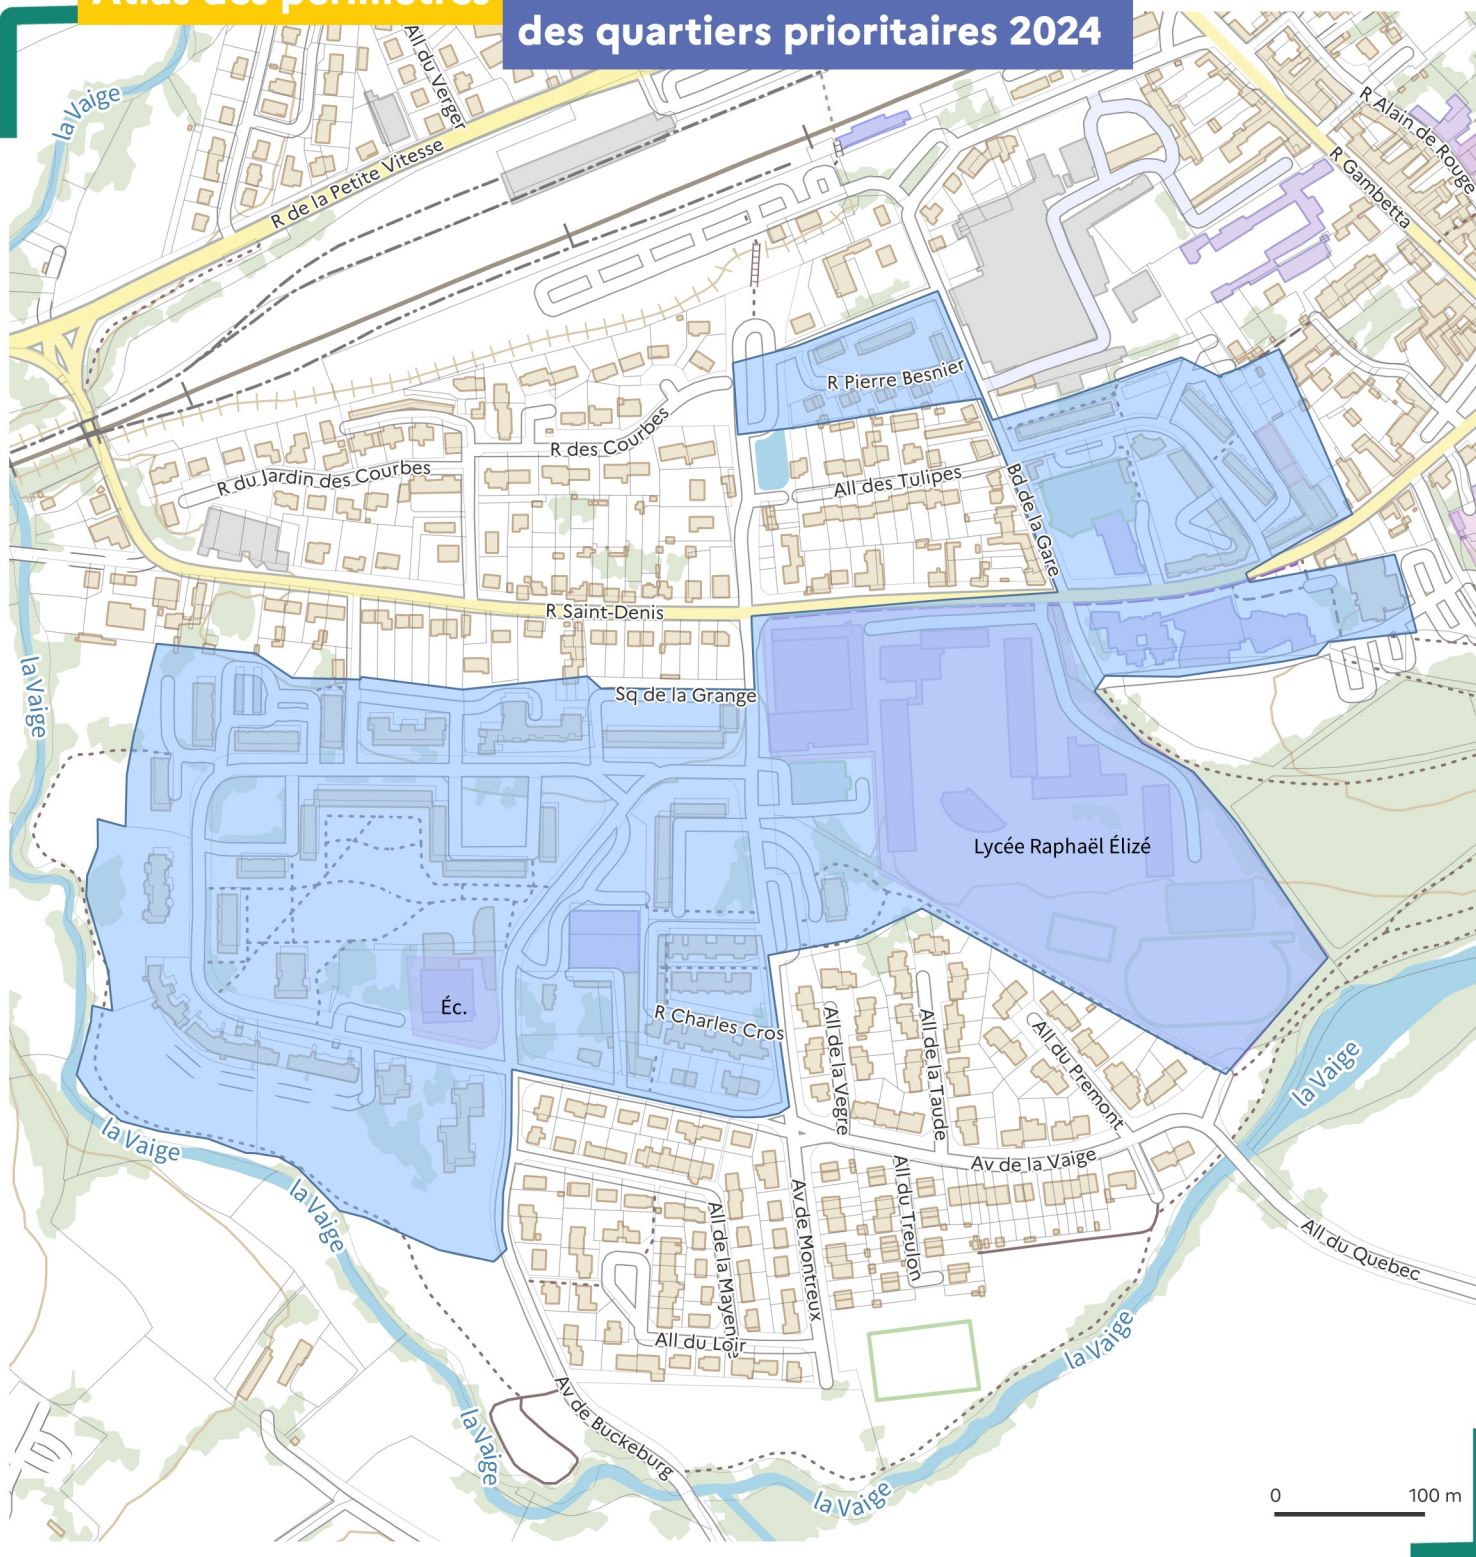 Atlas des périmètres
des quartiers prioritaires 2024
All du Verger
la Vaige
R de la Petite Vitesse
R Alain de Rouge
R Gambetta
R Pierre Besnier
R des Courbes
R du Jardin des Courbes
All des Tulipes
Bd de la Gare
R Saint-Denis
la Vaige
Sq de la Grange
Lycée Raphaël Élizé
Éc.
R Charles Cros
All de la Vegre
All de la Taude
All du Premont
la Vaige
la Vaige
Av de la Vaige
la Vaige
All du Treulon
Av de Montreux
All de la Mayenne
All du Quebec
All du Loir
la Vaige
Av de Buckeburg
la Vaige
la Vaige
0 100 m